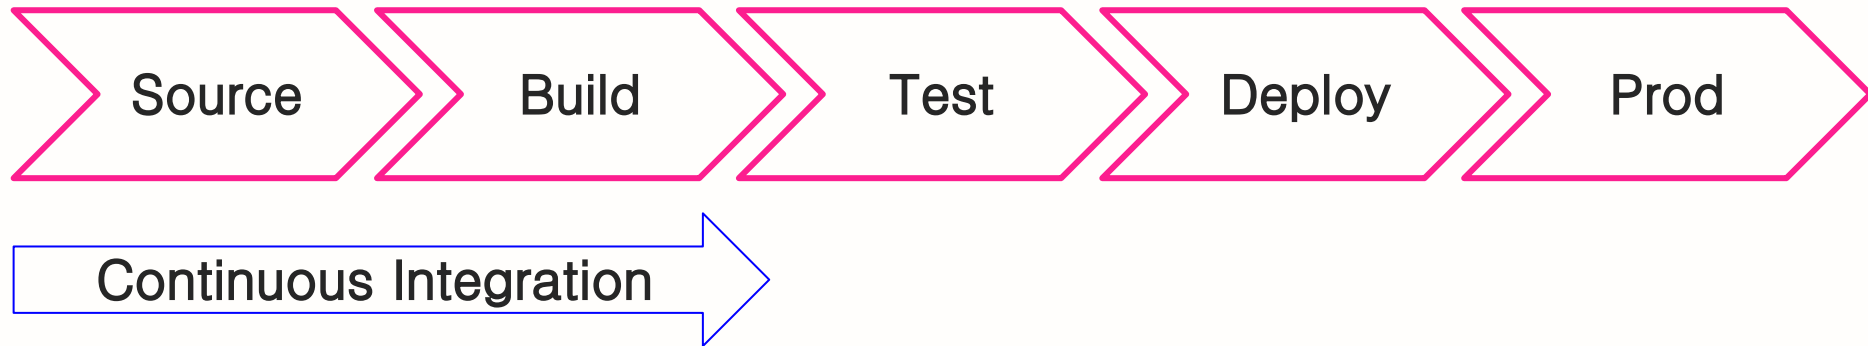 Source
Build
Test
Deploy
Prod
Continuous Integration